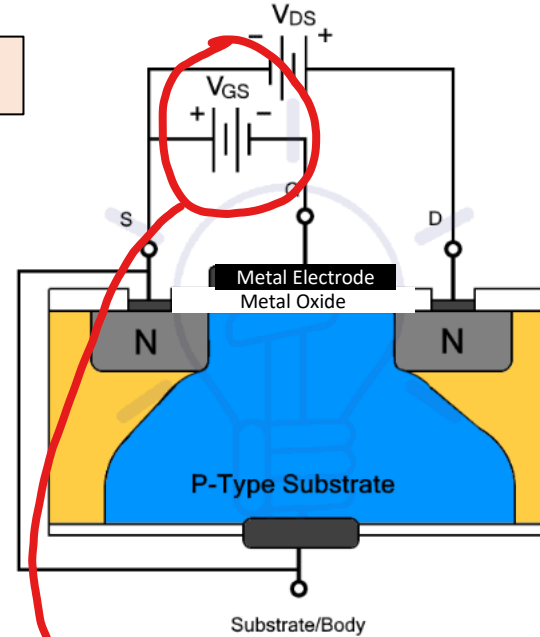 VDS
− +
VGS
+ −
G
S D
Metal Electrode
Metal Oxide
N N
P-Type Substrate
Substrate/Body